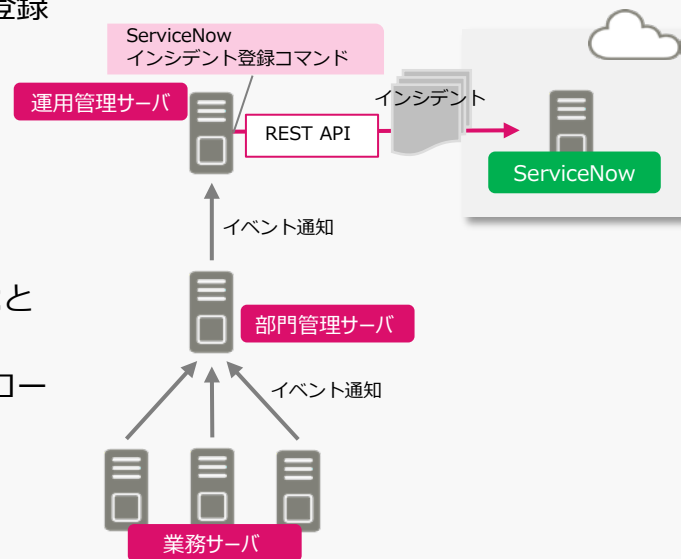 登録
ServiceNow
インシデント登録コマンド
運用管理サーバ
REST API
インシデント
ServiceNow
イベント通知
と
部門管理サーバ
ロー
イベント通知
業務サーバ